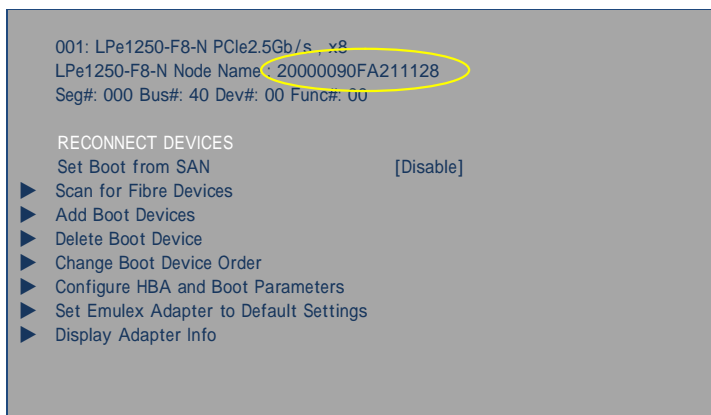 001: LPe1250-F8-N PCIe2.5Gb/s , x8
LPe1250-F8-N Node Name : 20000090FA211128
Seg#: 000 Bus#: 40 Dev#: 00 Func#: 00
RECONNECT DEVICES
Set Boot from SAN [Disable]
Scan for Fibre Devices
Add Boot Devices
Delete Boot Device
Change Boot Device Order
Configure HBA and Boot Parameters
Set Emulex Adapter to Default Settings
Display Adapter Info